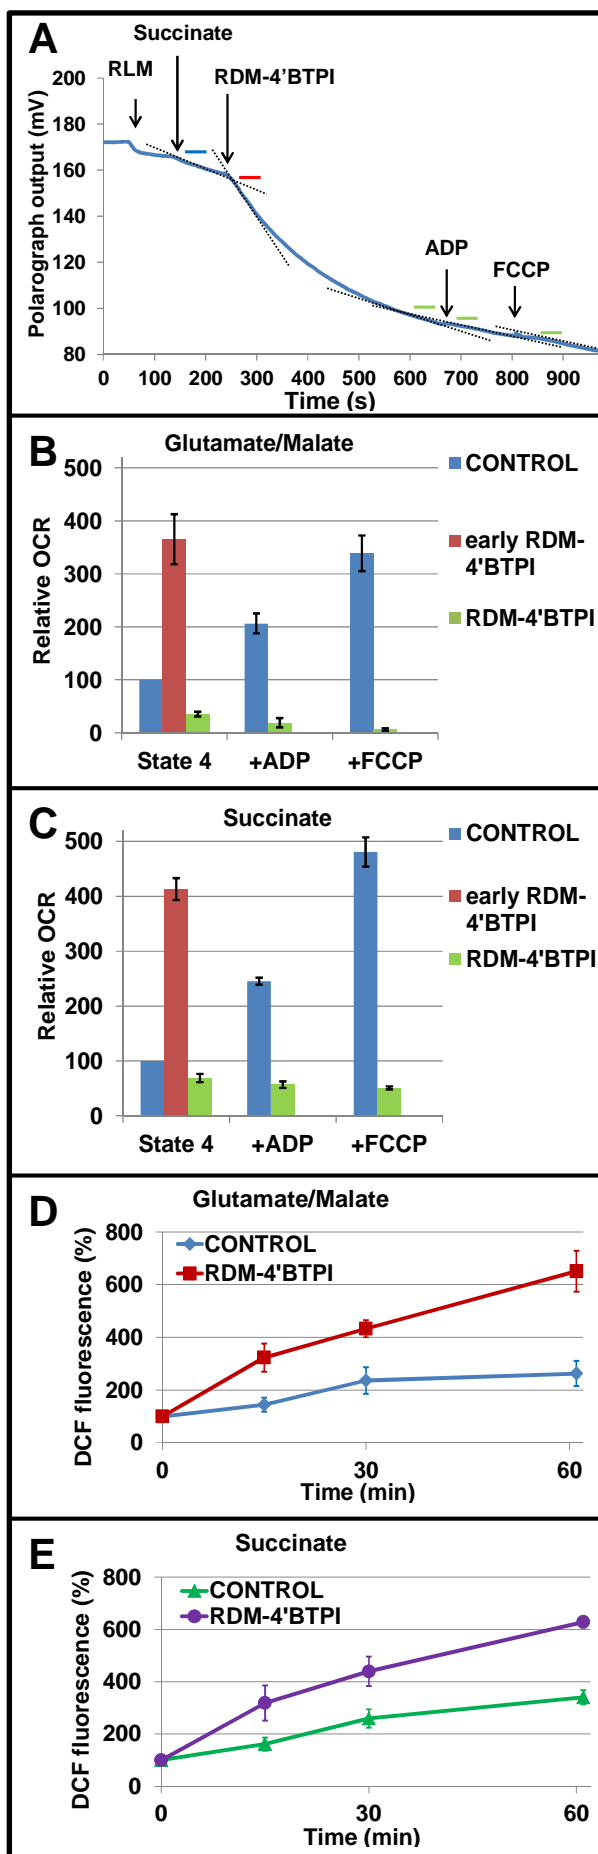 A
Succinate
RLM
RDM-4'BTPI
200
180
160
140
120
100
80
Polarograph output (mV)
ADP
FCCP
0 100 200 300 400 500 600 700 800 900
Time (s)
B
Glutamate/Malate
500
400
300
200
100
0
Relative OCR
State 4 +ADP +FCCP
CONTROL
early RDM-
4'BTPI
RDM-4'BTPI
C
Succinate
500
400
300
200
100
0
Relative OCR
State 4 +ADP +FCCP
CONTROL
early RDM-
4'BTPI
RDM-4'BTPI
D
Glutamate/Malate
800
600
400
200
0
DCF fluorescence (%)
CONTROL
RDM-4'BTPI
0 30 60
Time (min)
E
Succinate
800
600
400
200
0
DCF fluorescence (%)
CONTROL
RDM-4'BTPI
0 30 60
Time (min)